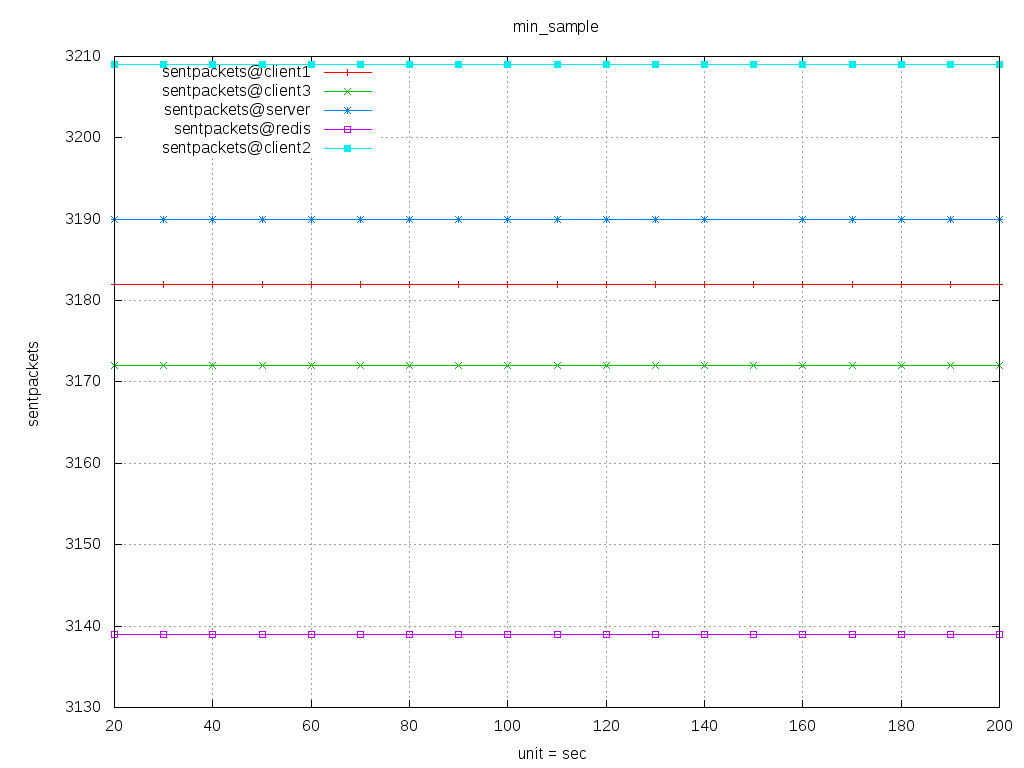 min_sample
3210
3200
3190
3180
3170
3160
3150
3140
3130
sentpackets@client1
sentpackets@client3
sentpackets@server
sentpackets@redis
sentpackets@client2
sentpackets
20 40 60 80 100 120 140 160 180 200
unit = sec